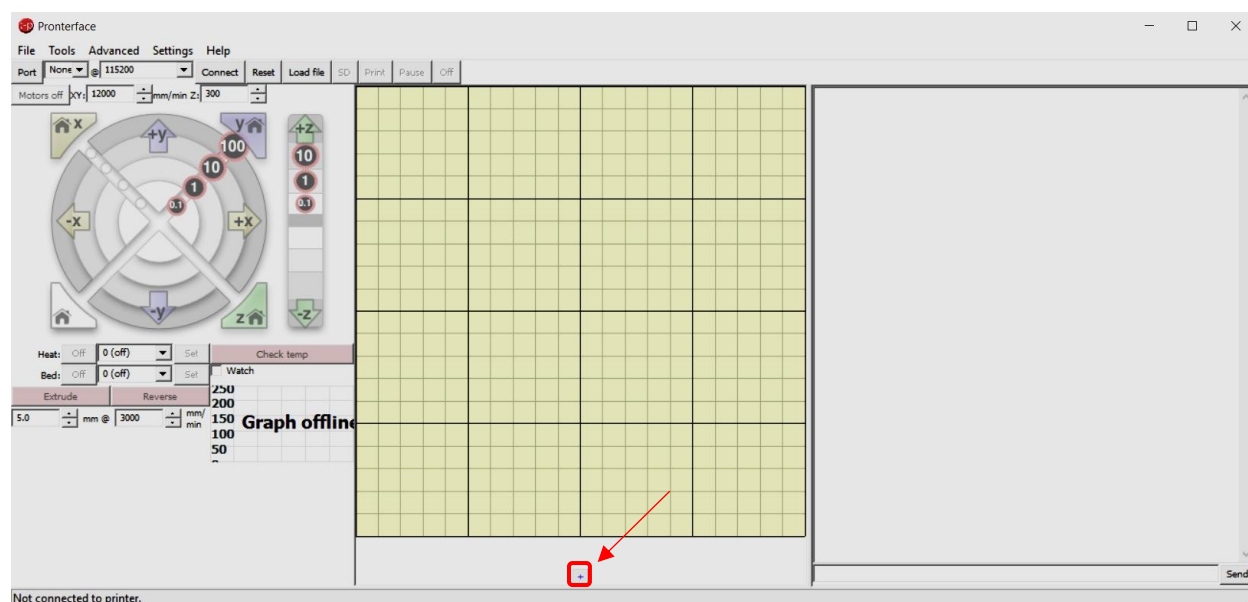 Pronterface
File Tools Advanced Settings Help
Port None @ 115200 Connect Reset Load file SD Print Pause Off
Motors off XY: 12000 mm/min Z: 300
x +y y +z
100 10
10 1
1 0.1
0.1
-x +x
-y z -z
Heat: Off 0 (off) Set Check temp
Bed: Off 0 (off) Set Watch
Extrude Reverse
5.0 mm @ 3000 mm/min
250
200
150 Graph offline
100
50
+
Send
Not connected to printer.